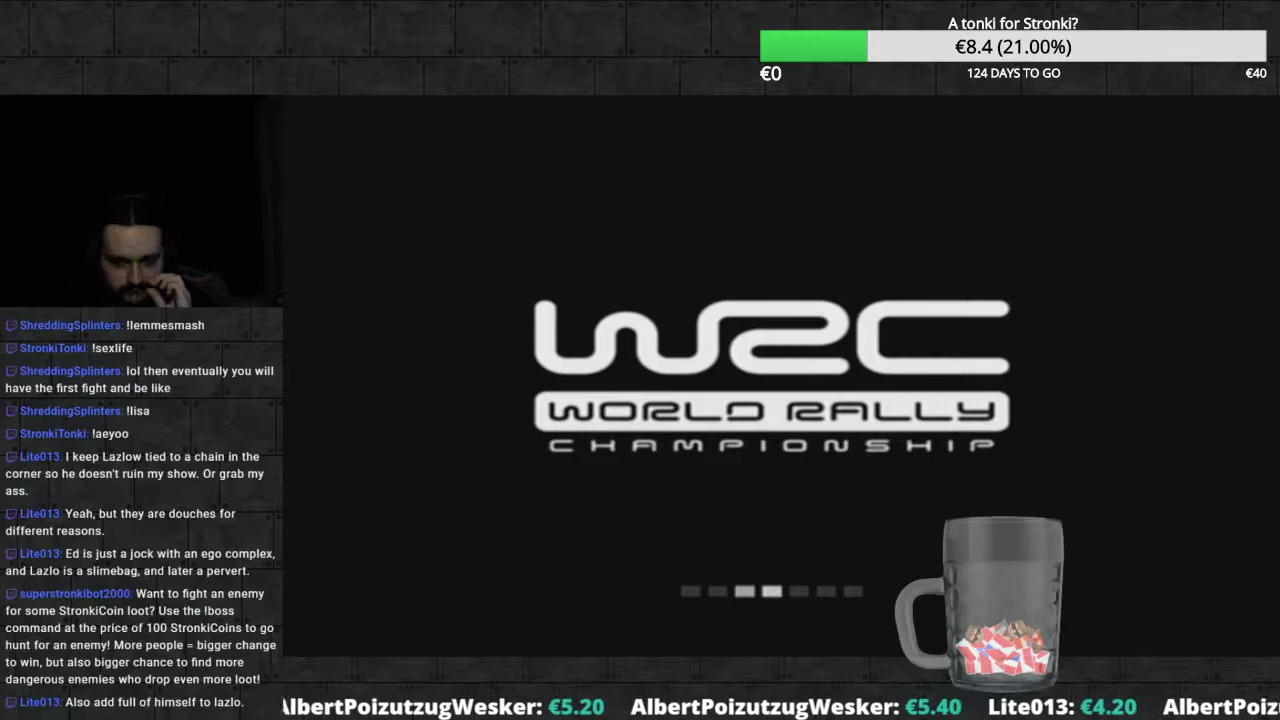 A tonki for Stronki?
€8.4 (21.00%)
€0
124 DAYS TO GO
€40
WRC
WORLD RALLY
CHAMPIONSHIP
ShreddingSplinters: !lemmesmash
StronkiTonki: !sexlife
ShreddingSplinters: lol then eventually you will
have the first fight and be like
ShreddingSplinters: !lisa
StronkiTonki: !aeyoo
Lite013: I keep Lazlow tied to a chain in the
corner so he doesn't ruin my show. Or grab my
ass.
Lite013: Yeah, but they are douches for
different reasons.
Lite013: Ed is just a jock with an ego complex,
and Lazlo is a slimebag, and later a pervert.
superstronkibot2000: Want to fight an enemy
for some StronkiCoin loot? Use the !boss
command at the price of 100 StronkiCoins to go
hunt for an enemy! More people = bigger change
to win, but also bigger chance to find more
dangerous enemies who drop even more loot!
Lite013: Also add full of himself to lazlo.
AlbertPoizutzugWesker: €5.20 AlbertPoizutzugWesker: €5.40 Lite013: €4.20 AlbertPoiz